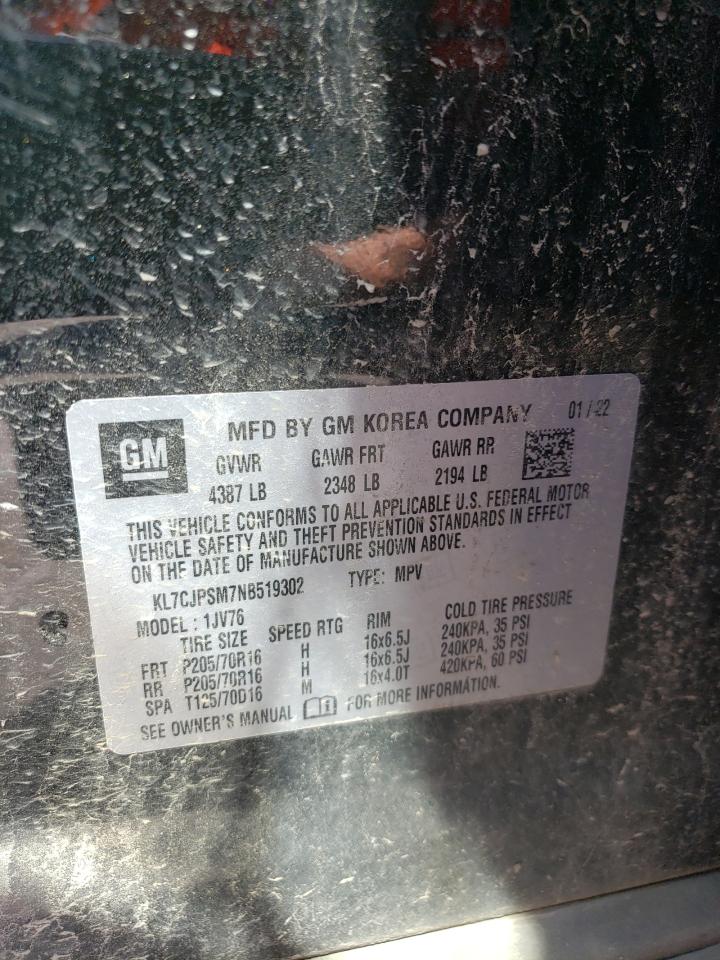 MFD BY GM KOREA COMPANY 01 / 22
GM
GVWR GAWR FRT GAWR RR
4387 LB 2348 LB 2194 LB
THIS VEHICLE CONFORMS TO ALL APPLICABLE U.S. FEDERAL MOTOR
VEHICLE SAFETY AND THEFT PREVENTION STANDARDS IN EFFECT
ON THE DATE OF MANUFACTURE SHOWN ABOVE.
KL7CJPSM7NB519302 TYPE: MPV
MODEL : 1JV76
TIRE SIZE SPEED RTG RIM COLD TIRE PRESSURE
FRT P205/70R16 H 16x6.5J 240KPA, 35 PSI
RR P205/70R16 H 16x6.5J 240KPA, 35 PSI
SPA T125/70D16 M 16x4.0T 420KPA, 60 PSI
SEE OWNER'S MANUAL FOR MORE INFORMATION.